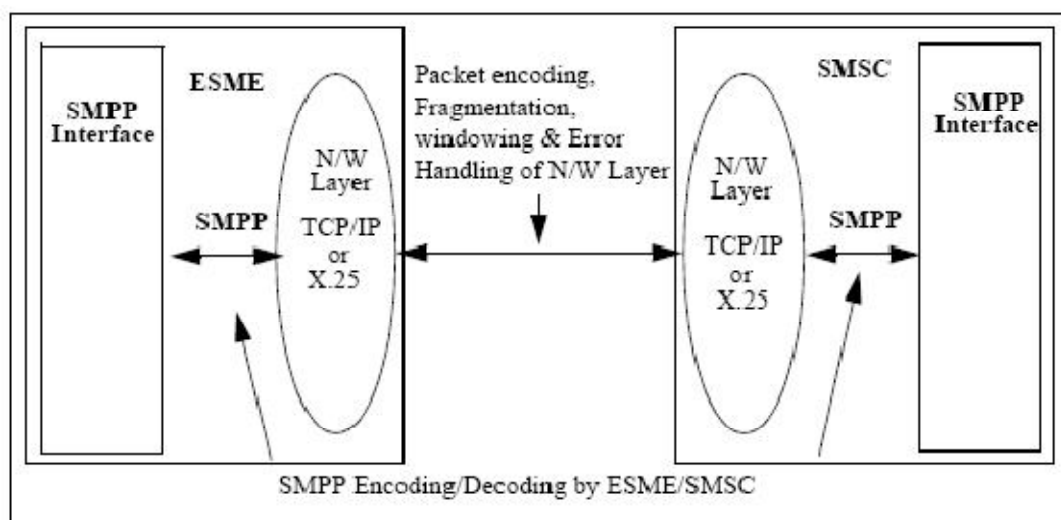 ESME
SMPP
Interface
N/W
Layer
TCP/IP
or
X.25
SMPP
Packet encoding,
Fragmentation,
windowing & Error
Handling of N/W Layer
SMSC
N/W
Layer
TCP/IP
or
X.25
SMPP
SMPP
Interface
SMPP Encoding/Decoding by ESME/SMSC